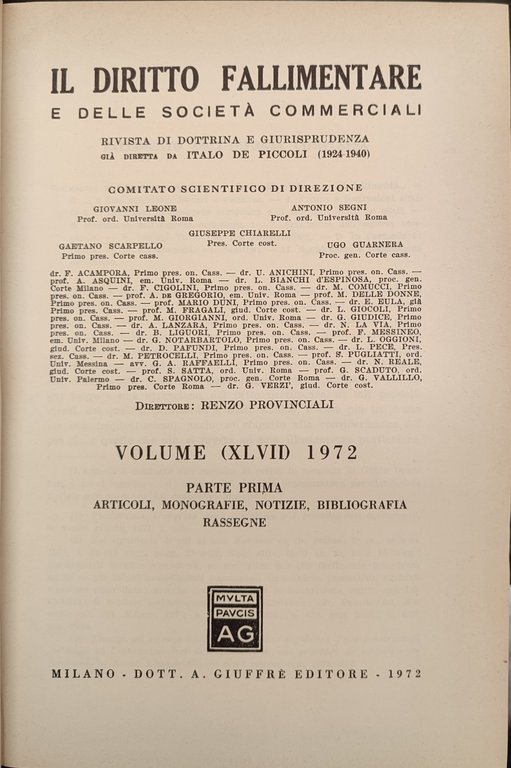 IL DIRITTO FALLIMENTARE
E DELLE SOCIETÀ COMMERCIALI
RIVISTA DI DOTTRINA E GIURISPRUDENZA
GIÀ DIRETTA DA ITALO DE PICCOLI (1924-1940)
COMITATO SCIENTIFICO DI DIREZIONE
GIOVANNI LEONE
Prof. ord. Università Roma
ANTONIO SEGNI
Prof. ord. Università Roma
GIUSEPPE CHIARELLI
Pres. Corte cost.
GAETANO SCARPELLO
Primo pres. Corte cass.
UGO GUARNERA
Proc. gen. Corte cass.
dr. F. ACAMPORA, Primo pres. on. Cass. — dr. U. ANICHINI, Primo pres. on. Cass. —
prof. A. ASQUINI, em. Univ. Roma — dr. L. BIANCHI d'ESPINOSA, proc. gen.
Corte Milano — dr. F. CIGOLINI, Primo pres. on. Cass. — dr. M. COMUCCI, Primo
pres. on. Cass. — prof. A. DE GREGORIO, em. Univ. Roma — prof. M. DELLE DONNE,
Primo pres. on. Cass. — prof. MARIO DUNI, Primo pres. on. Cass. — dr. E. EULA, già
Primo pres. Cass. — prof. M. FRAGALI, giud. Corte cost. — dr. L. GIOCOLI, Primo
pres. on. Cass. — prof. M. GIORGIANNI, ord. Univ. Roma — dr. G. GIUDICE, Primo
pres. on. Cass. — dr. A. LANZARA, Primo pres. on. Cass. — dr. N. LA VIA, Primo
pres. on. Cass. — dr. B. LIGUORI, Primo pres. on. Cass. — prof. F. MESSINEO,
em. Univ. Milano — dr. G. NOTARBARTOLO, Primo pres. on. Cass. — dr. L. OGGIONI,
giud. Corte cost. — dr. D. PAFUNDI, Primo pres. on. Cass. — dr. L. PECE, Pres.
sez. Cass. — dr. M. PETROCELLI, Primo pres. on. Cass. — prof. S. PUGLIATTI, ord.
Univ. Messina — avv. G. A. RAFFAELLI, Primo pres. on. Cass. — dr. N. REALE,
giud. Corte cost. — prof. S. SATTA, ord. Univ. Roma — prof. G. SCADUTO, ord.
Univ. Palermo — dr. C. SPAGNOLO, proc. gen. Corte Roma — dr. G. VALLILLO,
Primo pres. Corte Roma — dr. G. VERZI', giud. Corte cost.
DIRETTORE: RENZO PROVINCIALI
VOLUME (XLVII) 1972
PARTE PRIMA
ARTICOLI, MONOGRAFIE, NOTIZIE, BIBLIOGRAFIA
RASSEGNE
MVLTA
PAVCIS
AG
MILANO - DOTT. A. GIUFFRÈ EDITORE - 1972